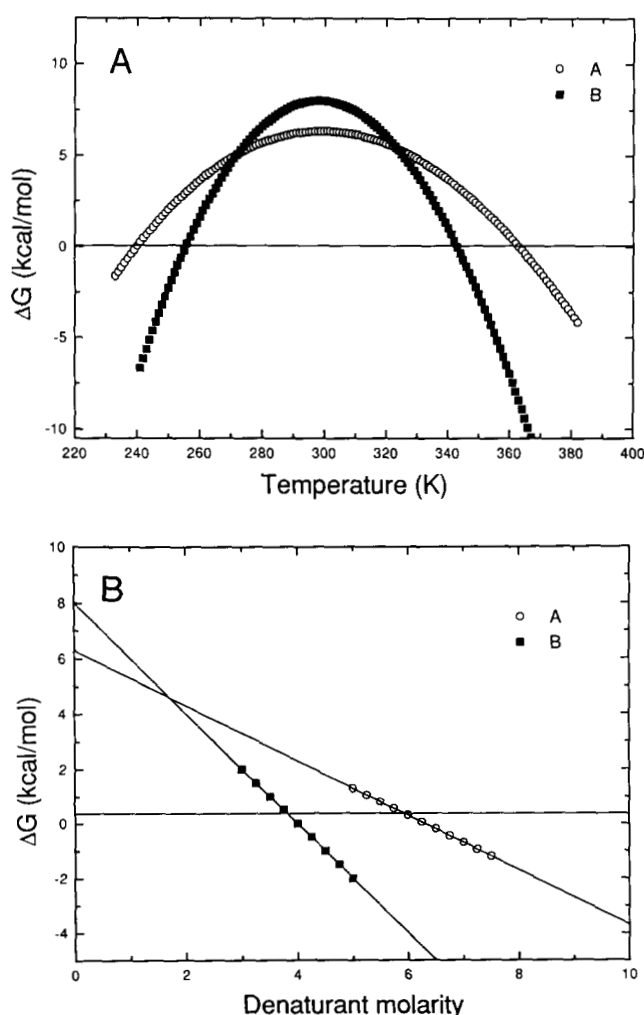 A
A
B
10
5
0
-5
-10
ΔG (kcal/mol)
220 240 260 280 300 320 340 360 380 400
Temperature (K)
B
A
B
10
8
6
4
2
0
-2
-4
ΔG (kcal/mol)
0 2 4 6 8 10
Denaturant molarity